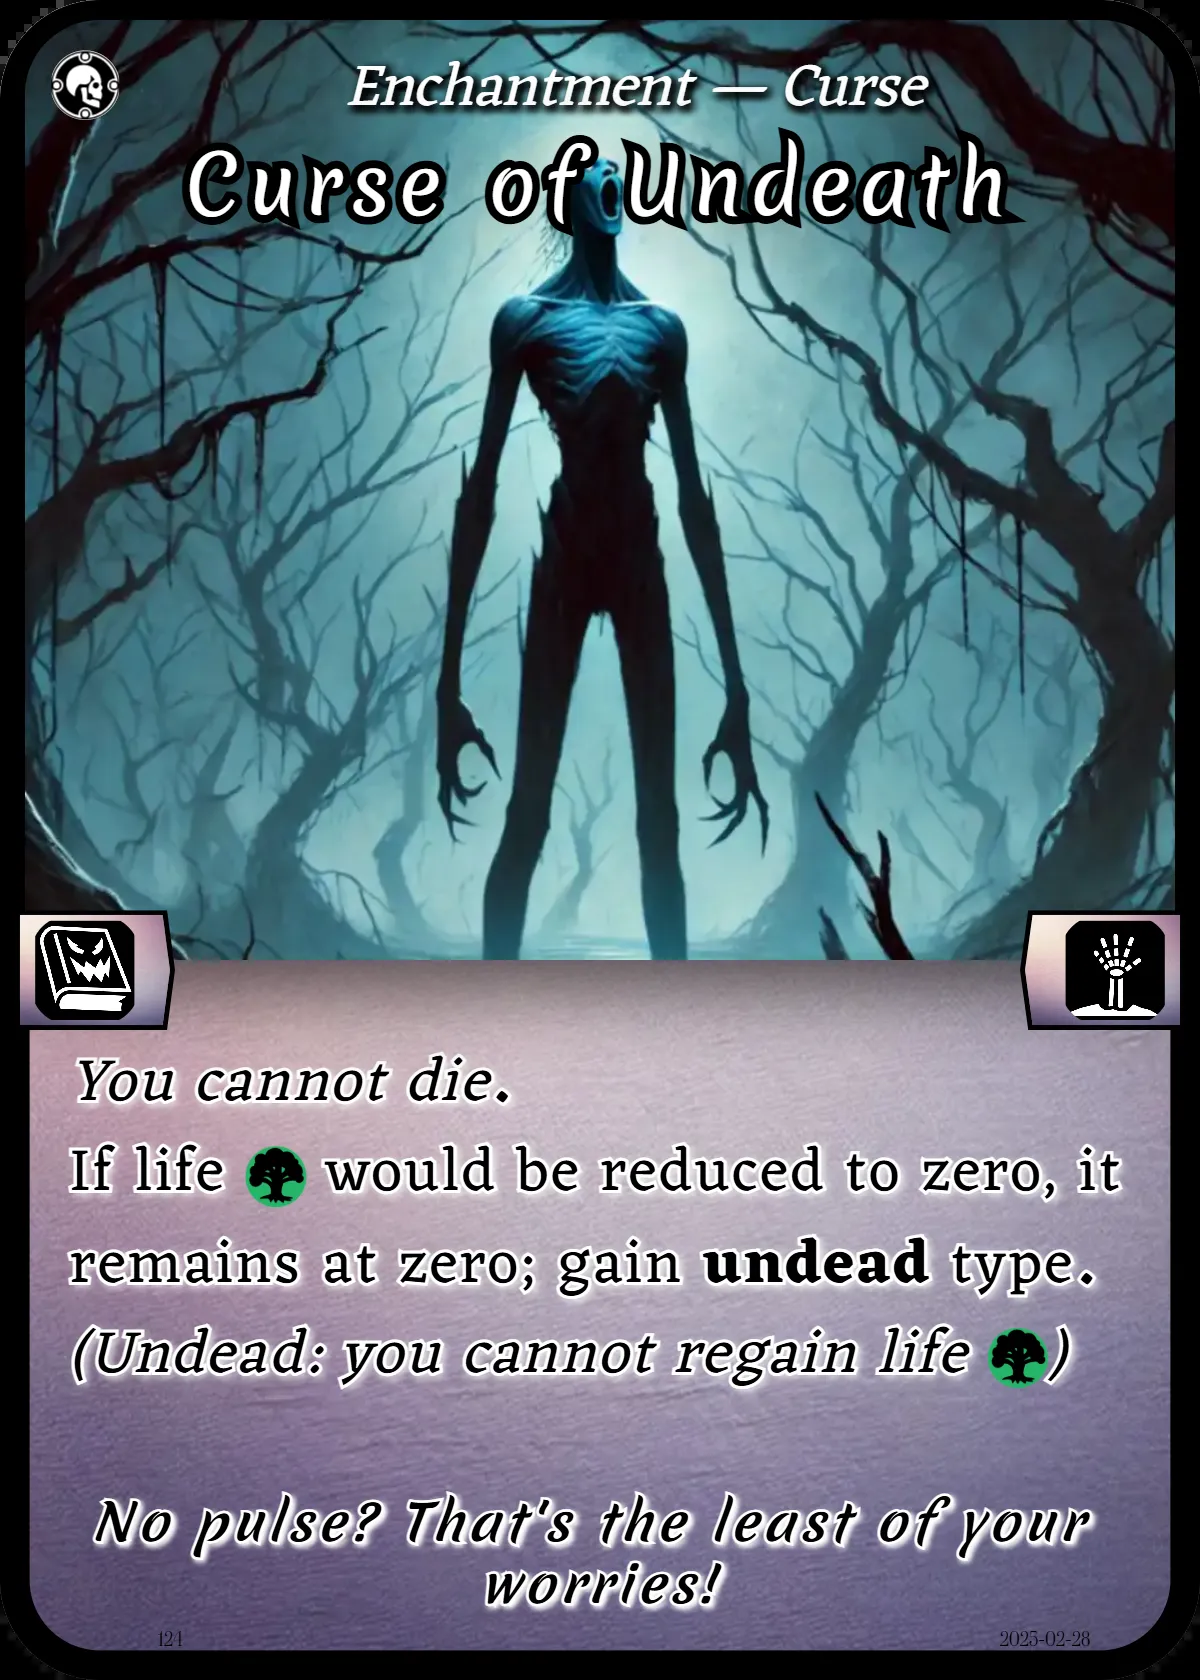 Enchantment — Curse
Curse of Undeath
You cannot die.
If life would be reduced to zero, it
remains at zero; gain undead type.
(Undead: you cannot regain life )
No pulse? That's the least of your
worries!
124
2025-02-28